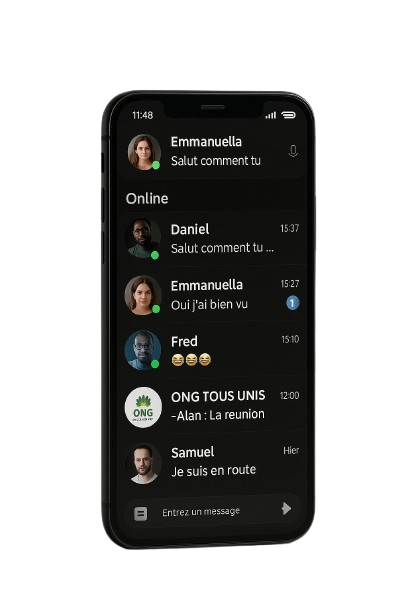 11:48
Emmanuella
Salut comment tu
Online
Daniel 15:37
Salut comment tu ...
Emmanuella 15:27
Oui j'ai bien vu 1
Fred 15:10
😆😆😆
ONG TOUS UNIS 12:00
ONG
-Alan : La reunion
Samuel Hier
Je suis en route
Entrez un message